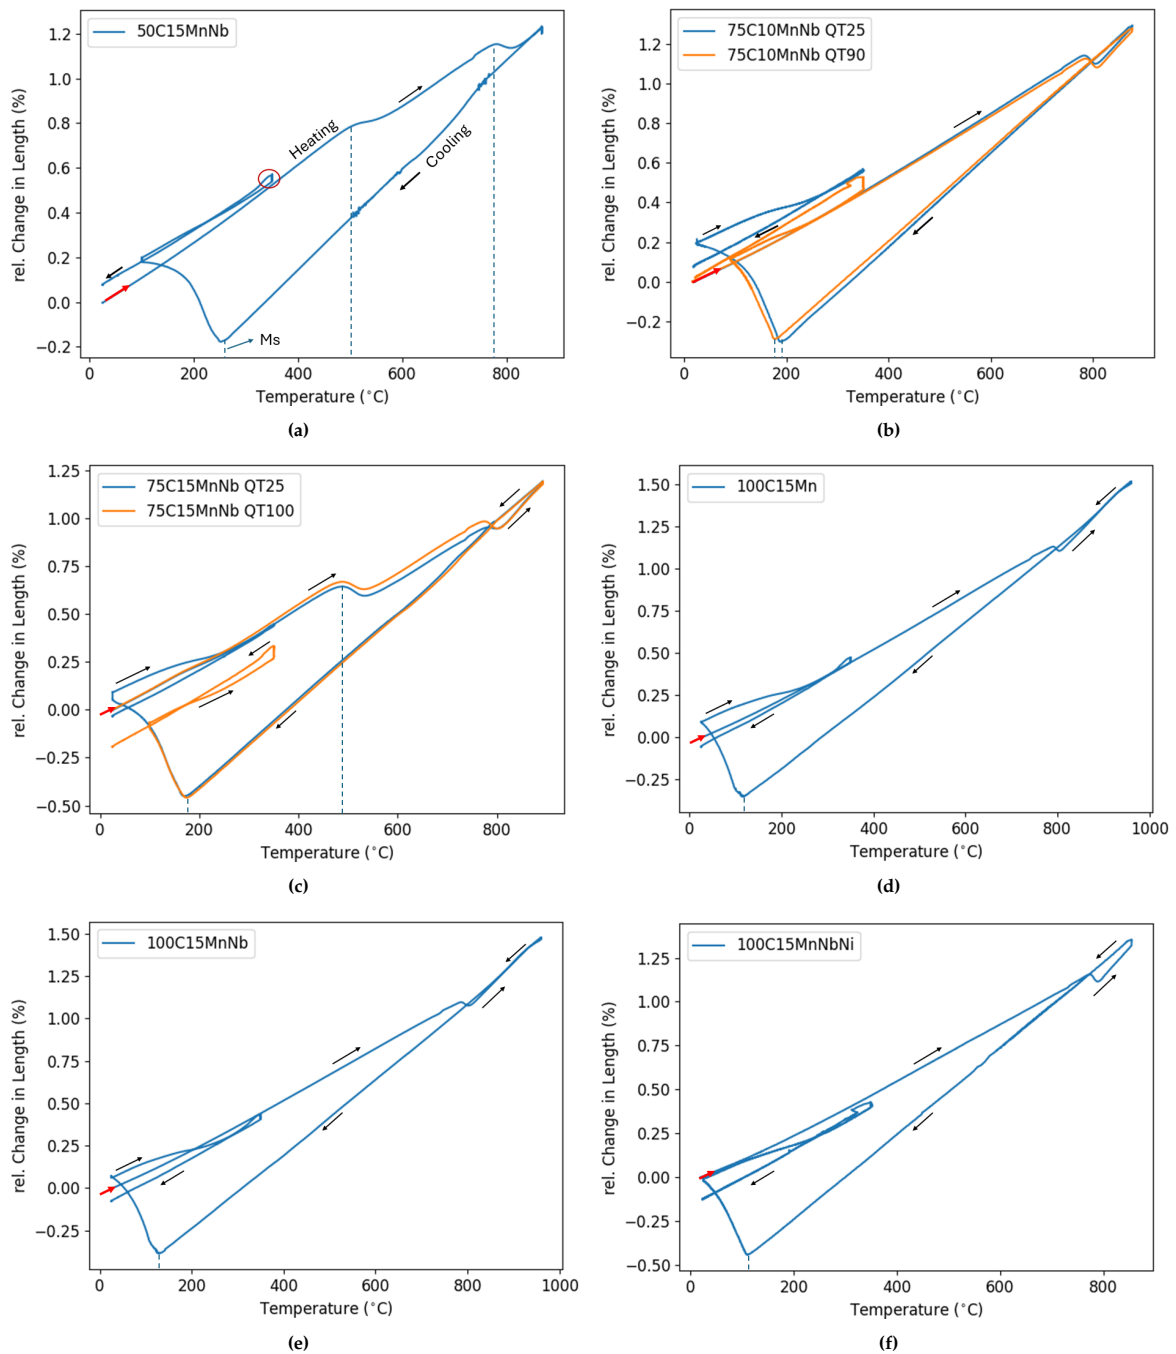 50C15MnNb
1.2
1.0
0.8
0.6
0.4
0.2
0.0
−0.2
rel. Change in Length (%)
Heating
Cooling
Ms
0 200 400 600 800
Temperature (°C)
(a)
75C10MnNb QT25
75C10MnNb QT90
1.2
1.0
0.8
0.6
0.4
0.2
0.0
−0.2
rel. Change in Length (%)
0 200 400 600 800
Temperature (°C)
(b)
75C15MnNb QT25
75C15MnNb QT100
1.25
1.00
0.75
0.50
0.25
0.00
−0.25
−0.50
rel. Change in Length (%)
0 200 400 600 800
Temperature (°C)
(c)
100C15Mn
1.50
1.25
1.00
0.75
0.50
0.25
0.00
−0.25
rel. Change in Length (%)
0 200 400 600 800 1000
Temperature (°C)
(d)
100C15MnNb
1.50
1.25
1.00
0.75
0.50
0.25
0.00
−0.25
rel. Change in Length (%)
0 200 400 600 800 1000
Temperature (°C)
(e)
100C15MnNbNi
1.25
1.00
0.75
0.50
0.25
0.00
−0.25
−0.50
rel. Change in Length (%)
0 200 400 600 800
Temperature (°C)
(f)